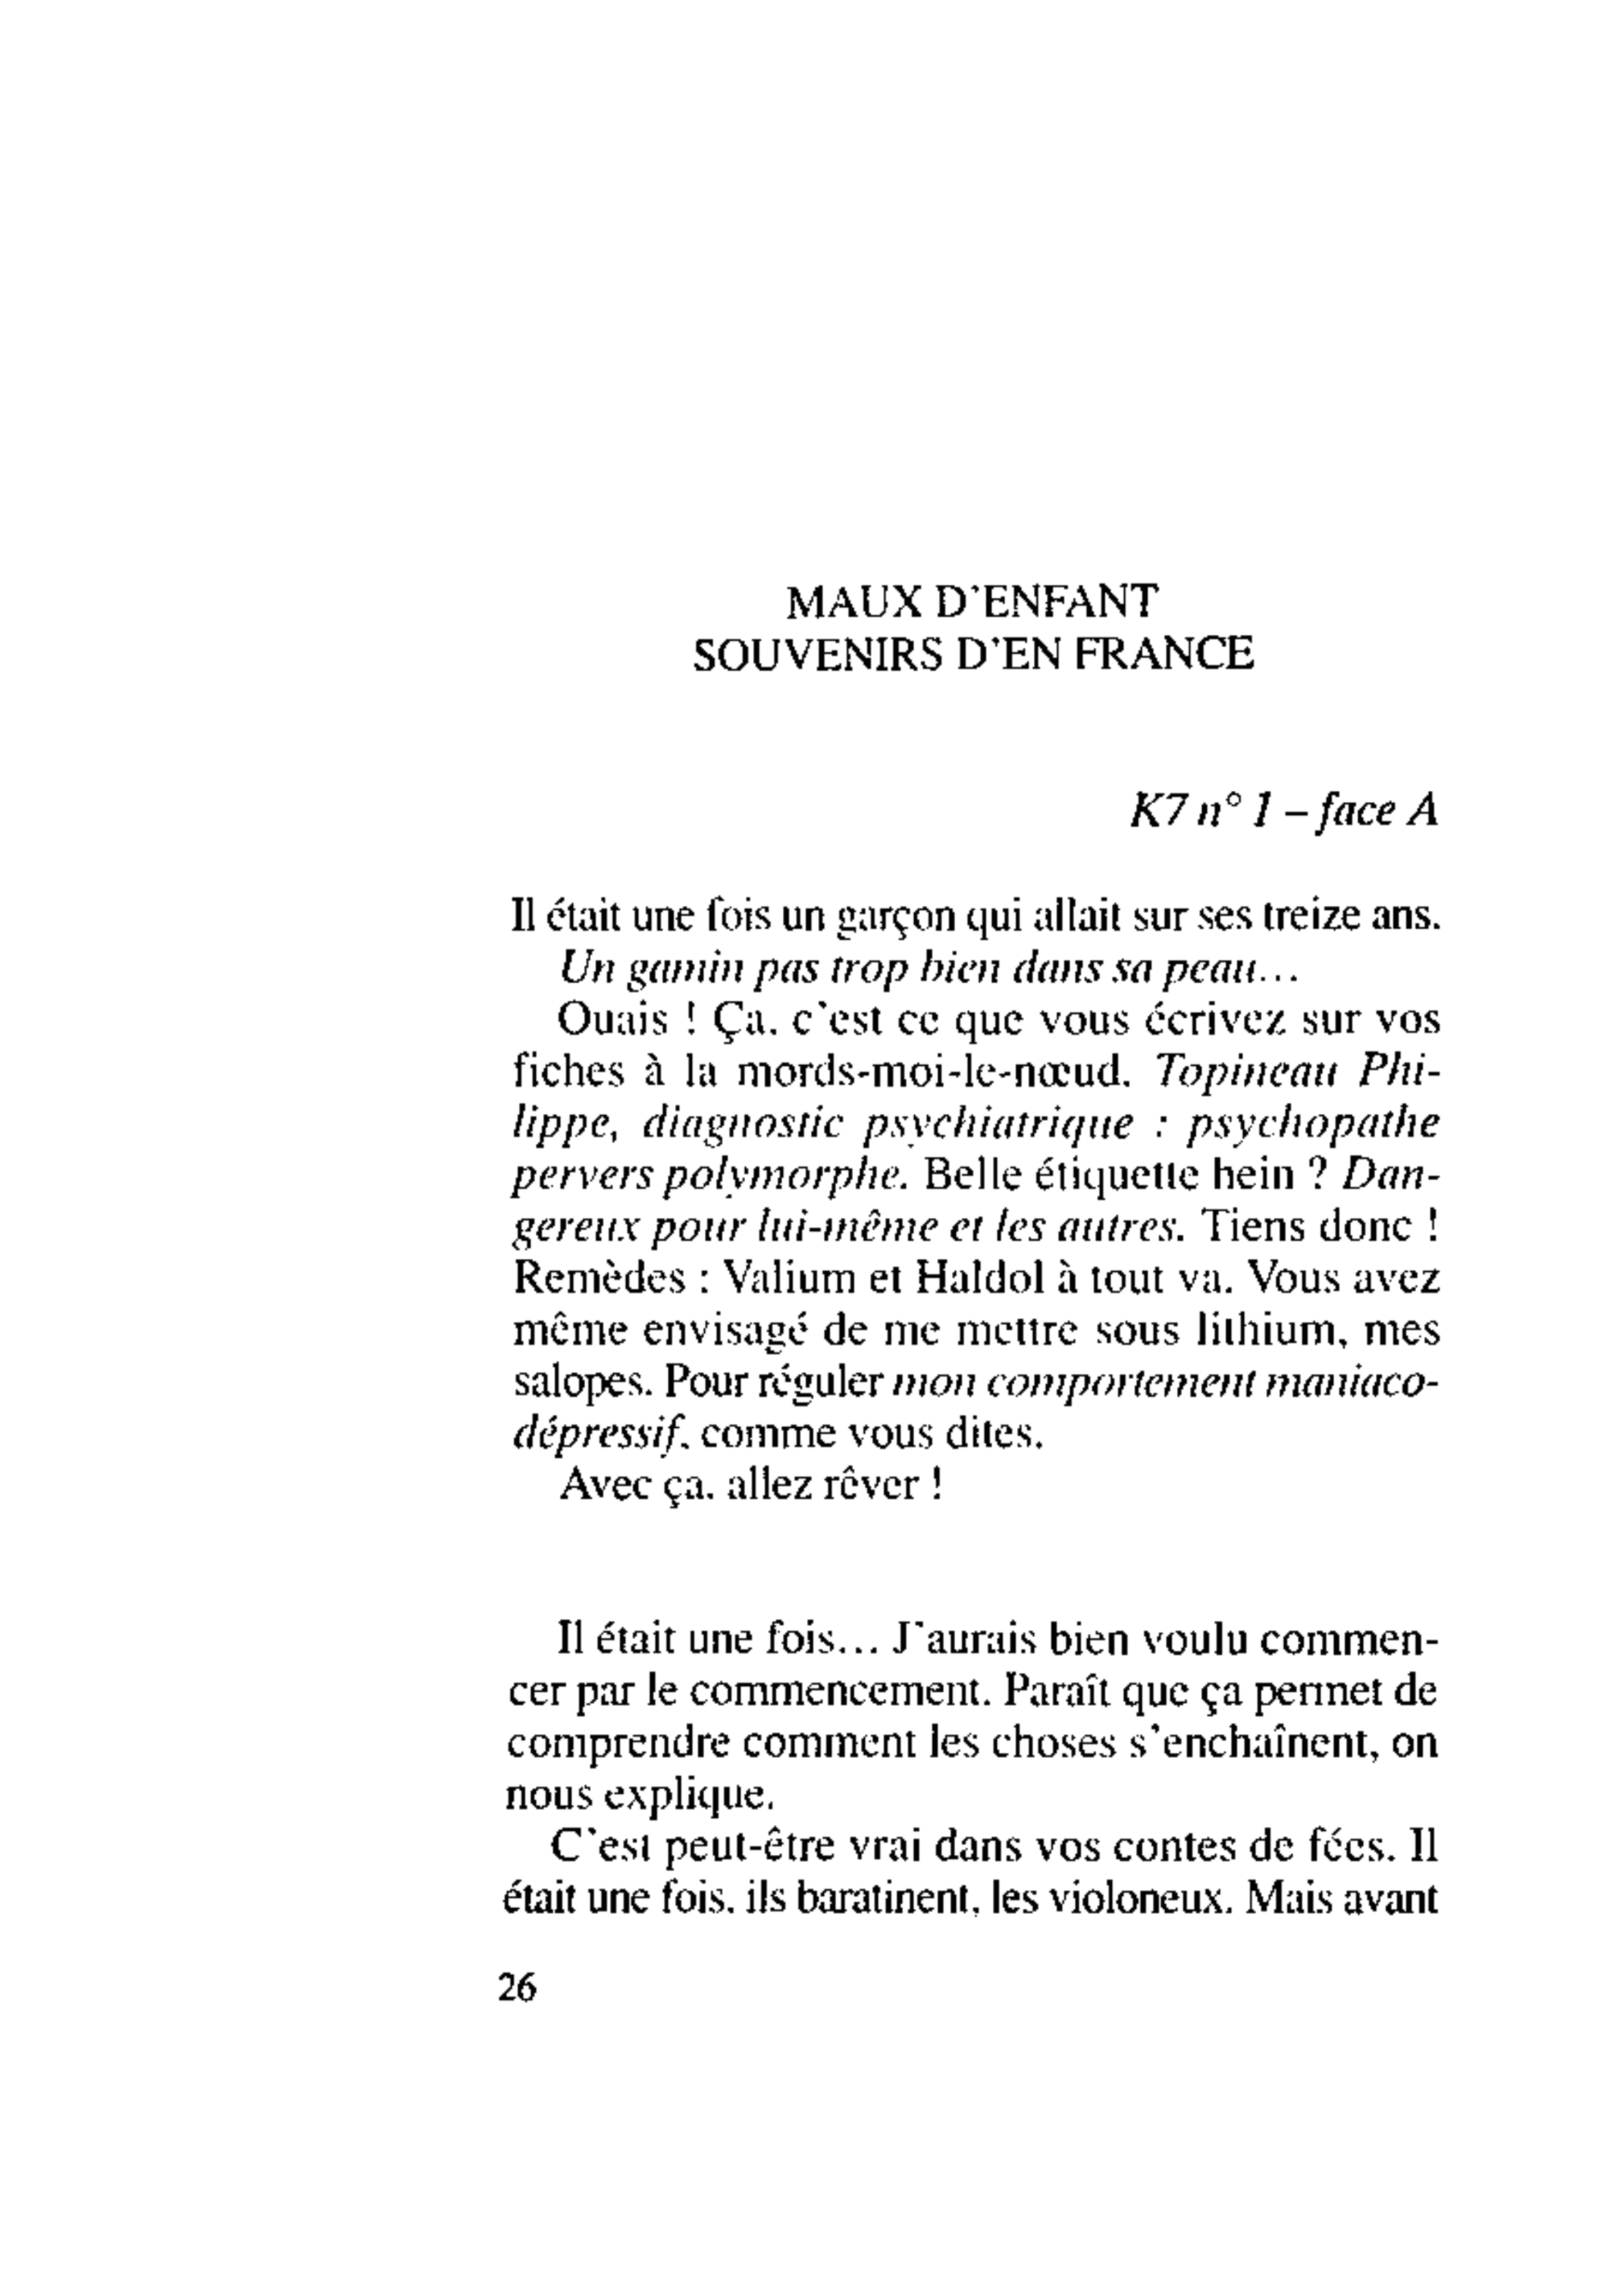 MAUX D'ENFANT
SOUVENIRS D'EN FRANCE
K7 n° 1 – face A
Il était une fois un garçon qui allait sur ses treize ans.
Un gamin pas trop bien dans sa peau...
Ouais ! Ça, c'est ce que vous écrivez sur vos
fiches à la mords-moi-le-nœud. Topineau Phi-
lippe, diagnostic psychiatrique : psychopathe
pervers polymorphe. Belle étiquette hein ? Dan-
gereux pour lui-même et les autres. Tiens donc !
Remèdes : Valium et Haldol à tout va. Vous avez
même envisagé de me mettre sous lithium, mes
salopes. Pour réguler mon comportement maniaco-
dépressif, comme vous dites.
Avec ça, allez rêver !
Il était une fois... J'aurais bien voulu commen-
cer par le commencement. Paraît que ça permet de
comprendre comment les choses s'enchaînent, on
nous explique.
C'est peut-être vrai dans vos contes de fées. Il
était une fois, ils baratinent, les violoneux. Mais avant
26